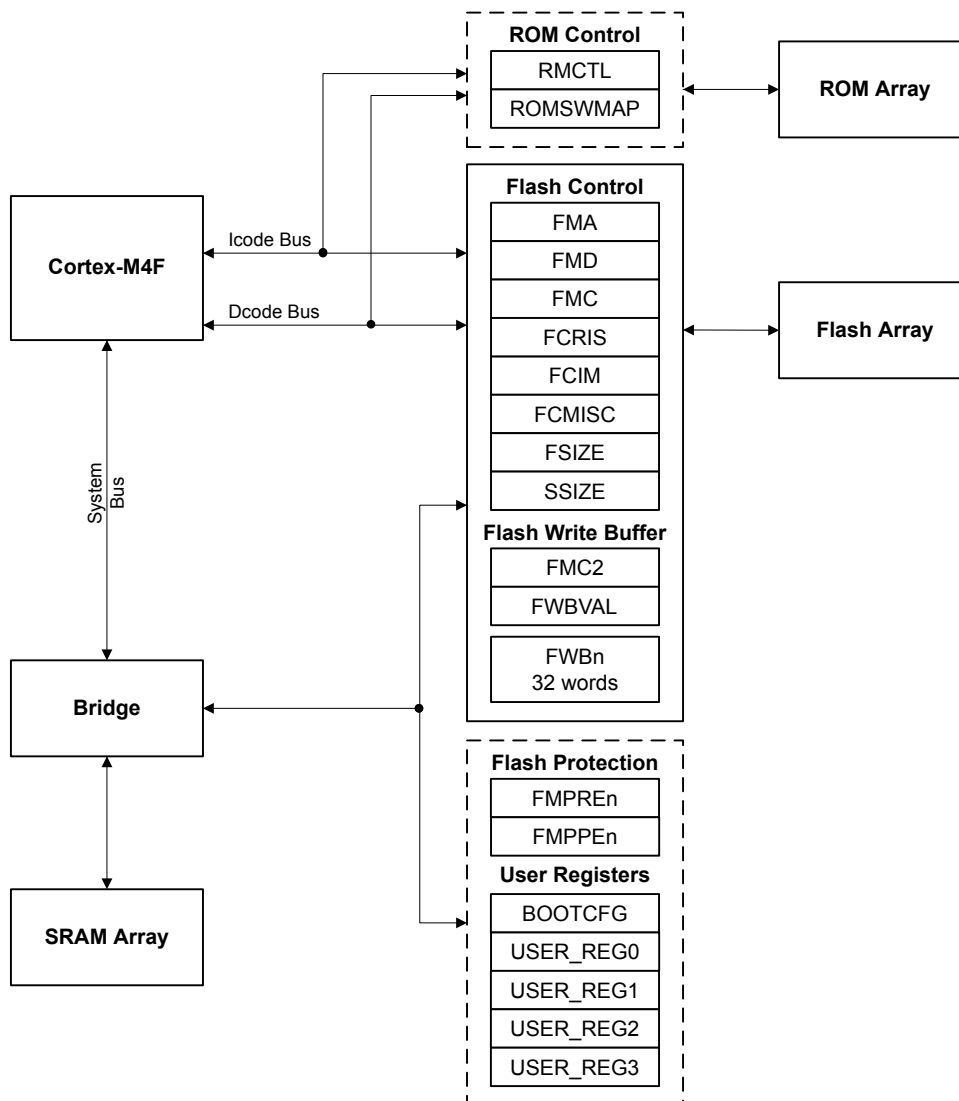 ROM Control
RMCTL
ROMSWMAP
ROM Array
Cortex-M4F
Icode Bus
Dcode Bus
System
Bus
Flash Control
FMA
FMD
FMC
FCRIS
FCIM
FCMISC
FSIZE
SSIZE
Flash Array
Flash Write Buffer
FMC2
FWBVAL
FWBn
32 words
Bridge
SRAM Array
Flash Protection
FMPREn
FMPPEn
User Registers
BOOTCFG
USER_REG0
USER_REG1
USER_REG2
USER_REG3